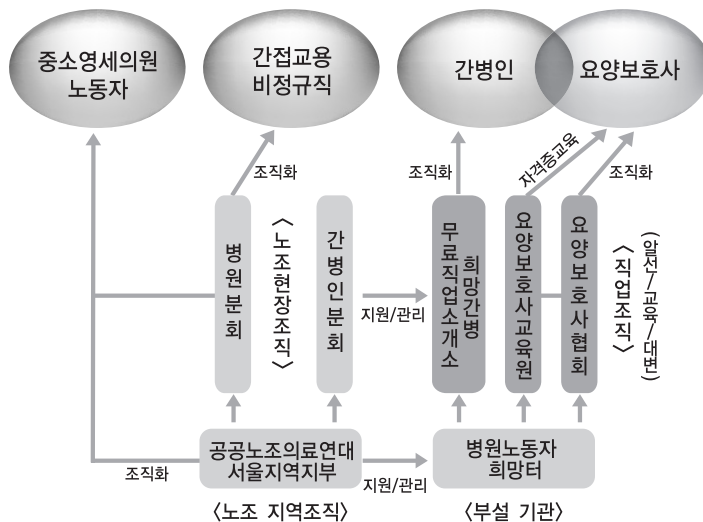 중소영세의원
노동자
간접교용
비정규직
간병인
요양보호사
조직화
조직화
자격증교육
조직화
병원분회
〈노조현장조직〉
간병인분회
지원/관리
희망간병
무료직업소개소
요양보호사교육원
요양보호사협회
〈직업조직〉
(알선/교육/대변)
조직화
공공노조의료연대
서울지역지부
지원/관리
병원노동자
희망터
〈노조 지역조직〉
〈부설 기관〉